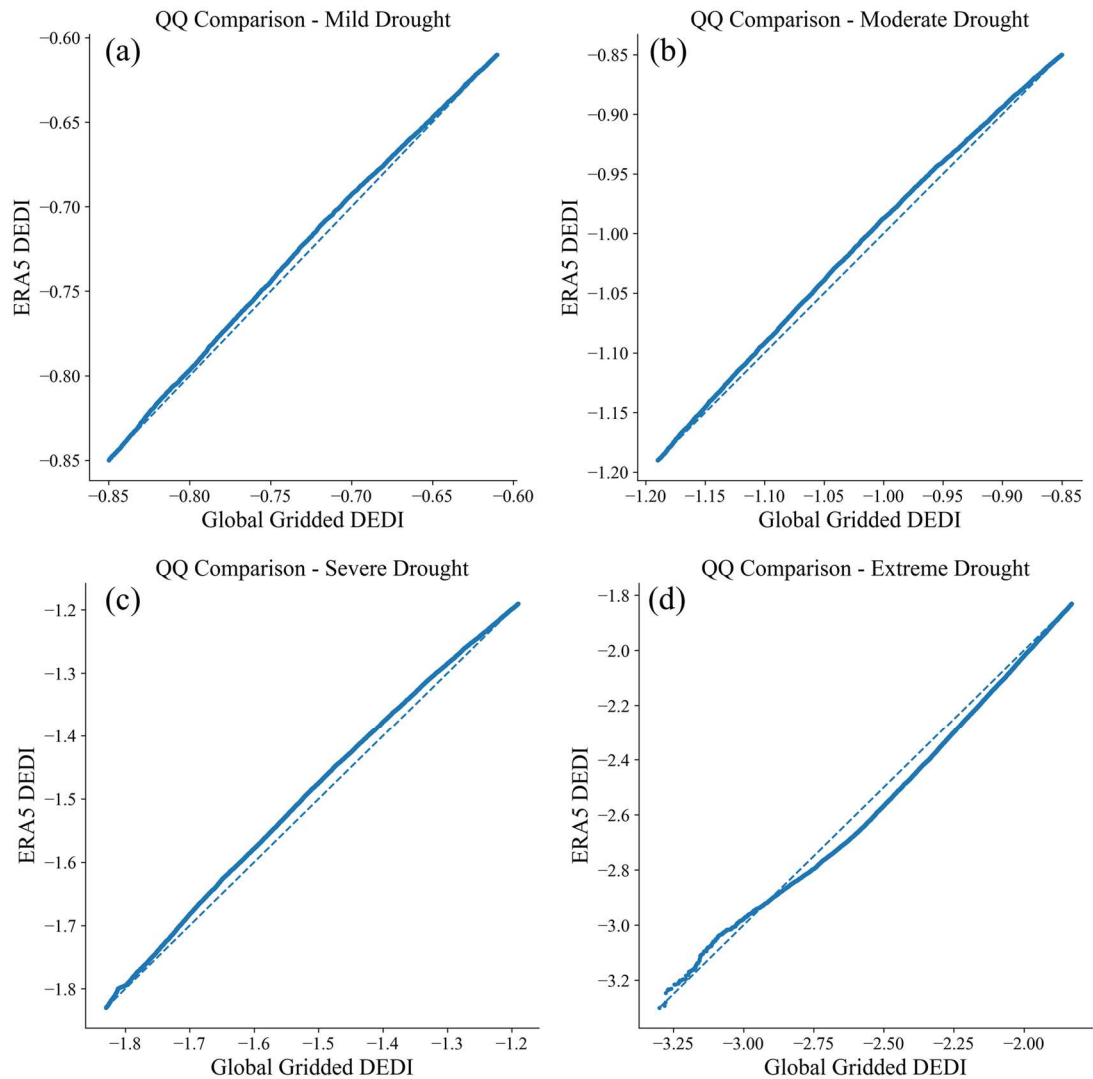 QQ Comparison - Mild Drought
(a)
−0.60
−0.65
−0.70
−0.75
−0.80
−0.85
ERA5 DEDI
−0.85 −0.80 −0.75 −0.70 −0.65 −0.60
Global Gridded DEDI
QQ Comparison - Moderate Drought
(b)
−0.85
−0.90
−0.95
−1.00
−1.05
−1.10
−1.15
−1.20
ERA5 DEDI
−1.20 −1.15 −1.10 −1.05 −1.00 −0.95 −0.90 −0.85
Global Gridded DEDI
QQ Comparison - Severe Drought
(c)
−1.2
−1.3
−1.4
−1.5
−1.6
−1.7
−1.8
ERA5 DEDI
−1.8 −1.7 −1.6 −1.5 −1.4 −1.3 −1.2
Global Gridded DEDI
QQ Comparison - Extreme Drought
(d)
−1.8
−2.0
−2.2
−2.4
−2.6
−2.8
−3.0
−3.2
ERA5 DEDI
−3.25 −3.00 −2.75 −2.50 −2.25 −2.00
Global Gridded DEDI